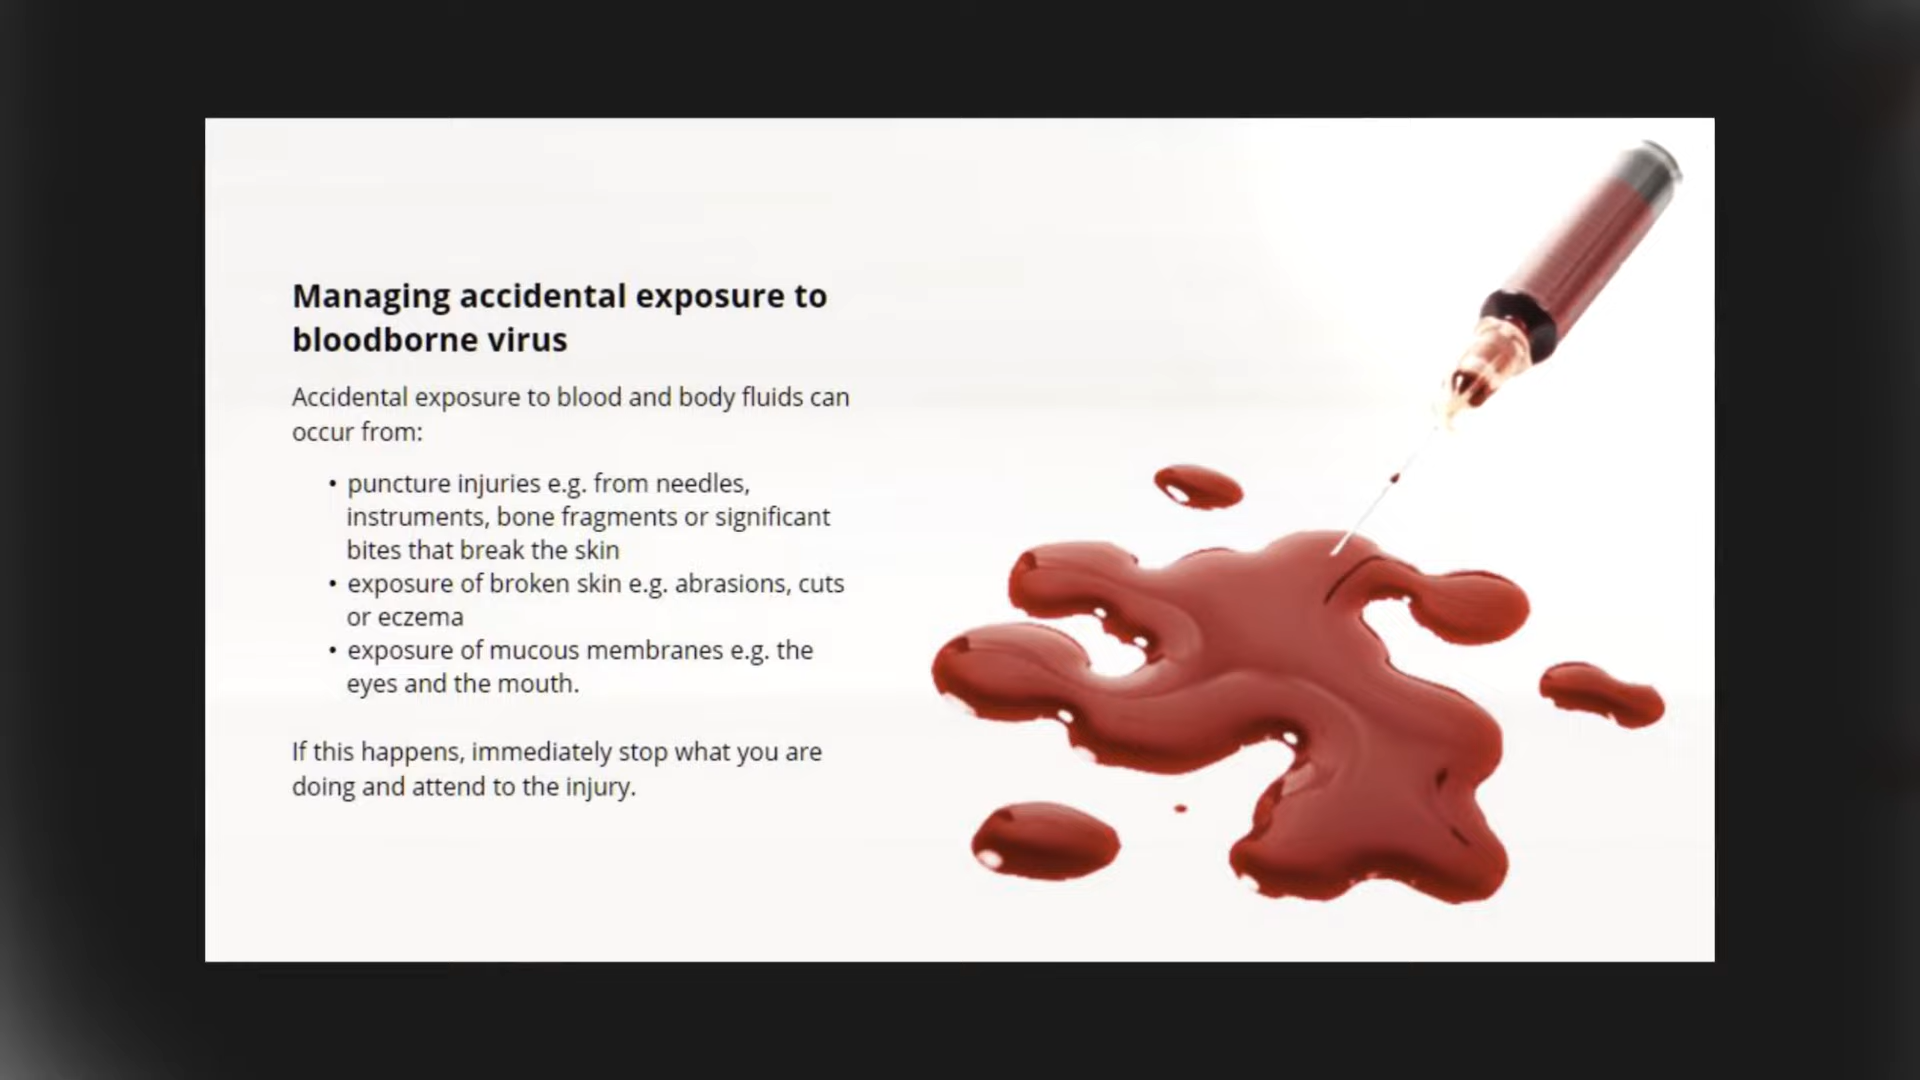 Managing accidental exposure to
bloodborne virus
Accidental exposure to blood and body fluids can
occur from:
• puncture injuries e.g. from needles,
instruments, bone fragments or significant
bites that break the skin
• exposure of broken skin e.g. abrasions, cuts
or eczema
• exposure of mucous membranes e.g. the
eyes and the mouth.
If this happens, immediately stop what you are
doing and attend to the injury.